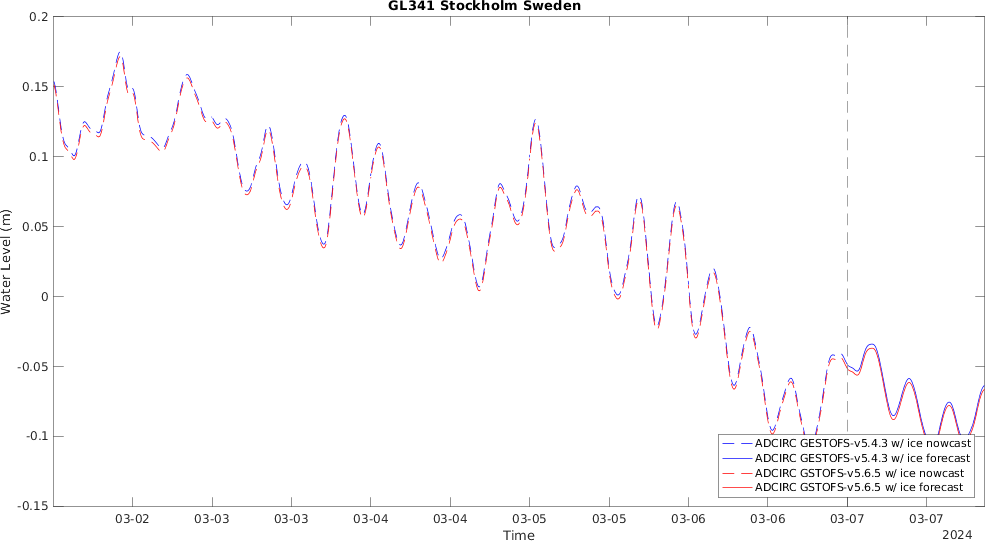 GL341 Stockholm Sweden
0.2
0.15
0.1
0.05
0
-0.05
-0.1
-0.15
Water Level (m)
ADCIRC GESTOFS-v5.4.3 w/ ice nowcast
ADCIRC GESTOFS-v5.4.3 w/ ice forecast
ADCIRC GSTOFS-v5.6.5 w/ ice nowcast
ADCIRC GSTOFS-v5.6.5 w/ ice forecast
03-02 03-03 03-03 03-04 03-04 03-05 03-05 03-06 03-06 03-07 03-07
Time
2024